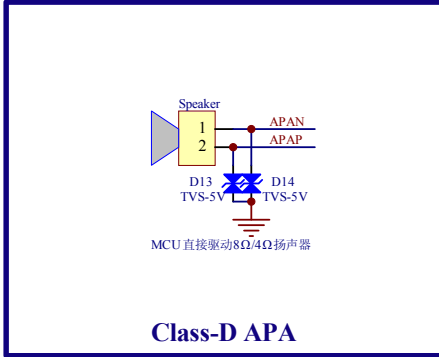 Speaker
1 APAN
2 APAP
D13 D14
TVS-5V TVS-5V
MCU直接驱动8Ω/4Ω扬声器
Class-D APA